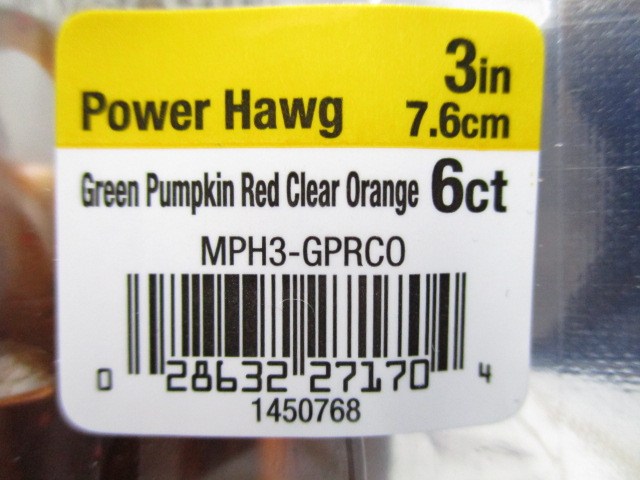 3in
Power Hawg 7.6cm
Green Pumpkin Red Clear Orange 6ct
MPH3-GPRCO
0 28632 27170 4
1450768